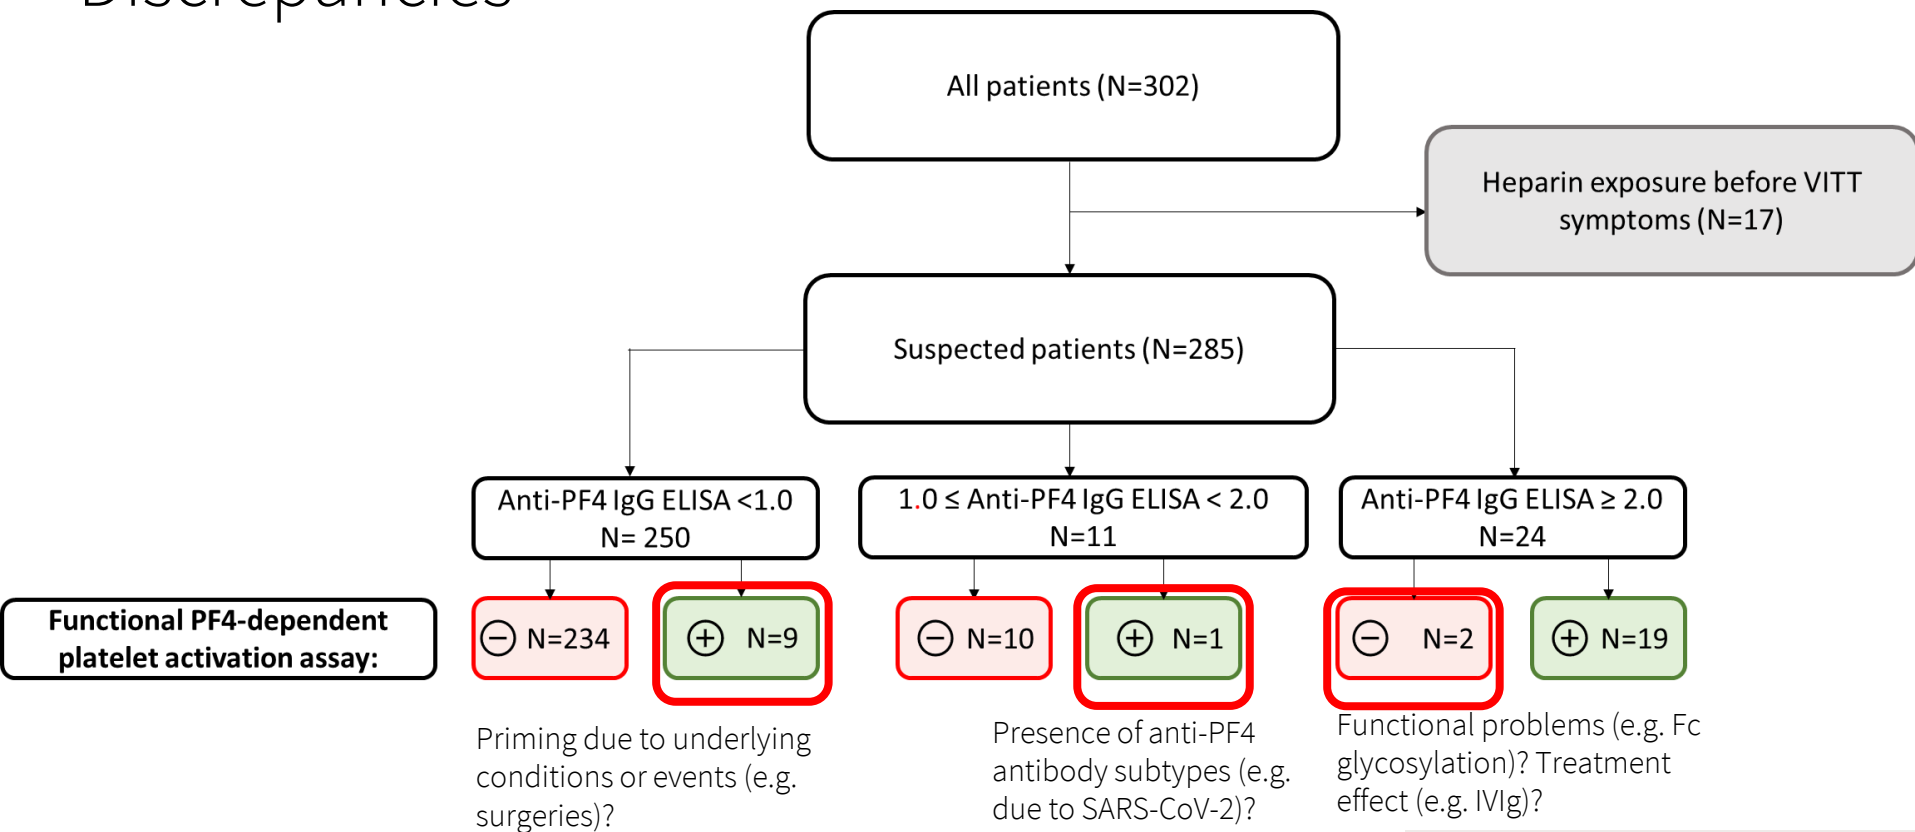 Discrepancies
All patients (N=302)
Heparin exposure before VITT
symptoms (N=17)
Suspected patients (N=285)
Anti-PF4 IgG ELISA <1.0
N= 250
1.0 ≤ Anti-PF4 IgG ELISA < 2.0
N=11
Anti-PF4 IgG ELISA ≥ 2.0
N=24
Functional PF4-dependent
platelet activation assay:
− N=234
+ N=9
− N=10
+ N=1
− N=2
+ N=19
Priming due to underlying
conditions or events (e.g.
surgeries)?
Presence of anti-PF4
antibody subtypes (e.g.
due to SARS-CoV-2)?
Functional problems (e.g. Fc
glycosylation)? Treatment
effect (e.g. IVIg)?